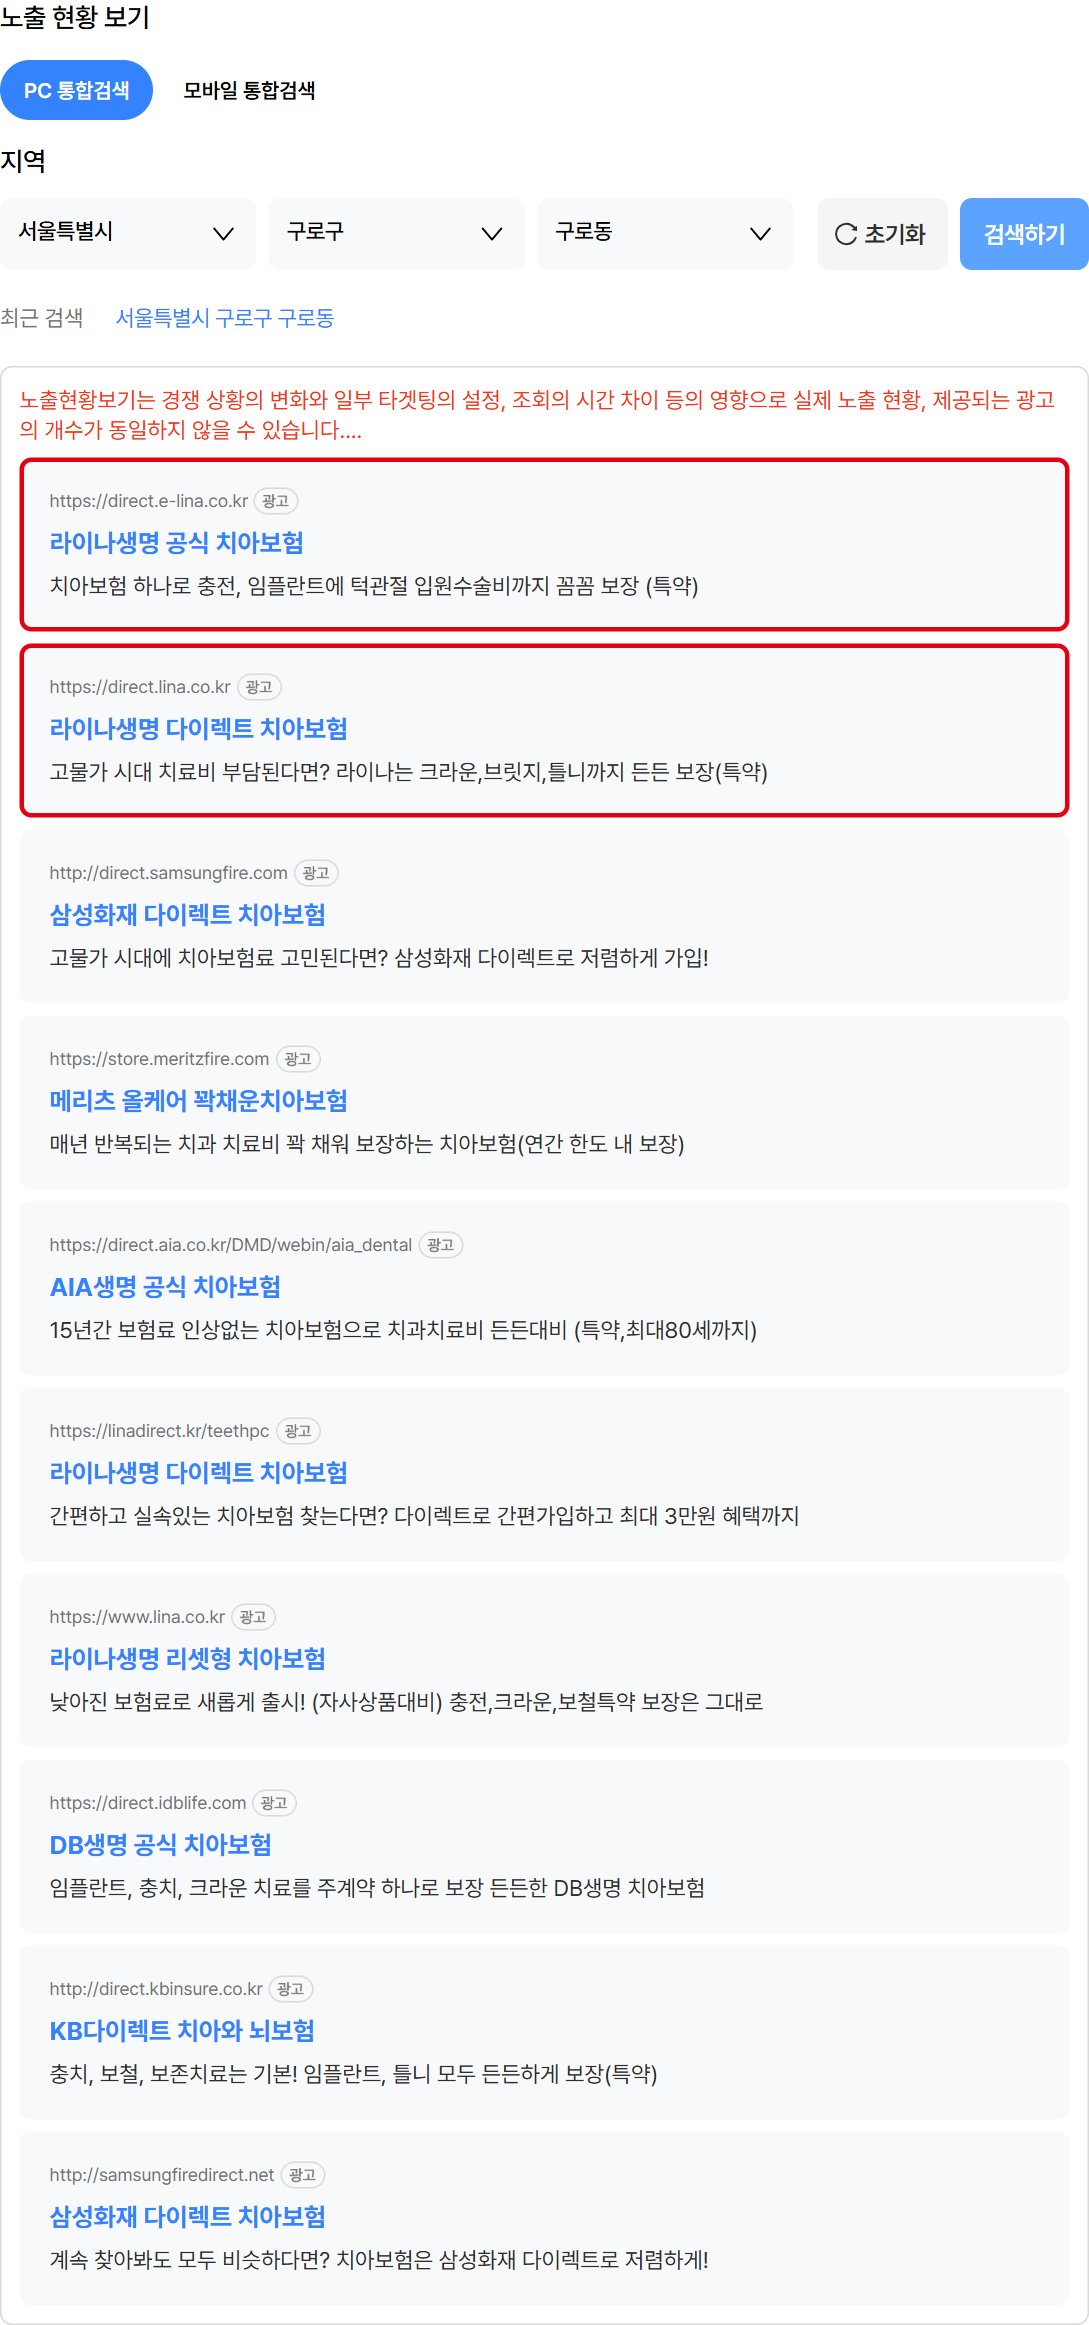 노출 현황 보기
PC 통합검색 모바일 통합검색
지역
서울특별시 구로구 구로동 초기화 검색하기
최근 검색 서울특별시 구로구 구로동
노출현황보기는 경쟁 상황의 변화와 일부 타겟팅의 설정, 조회의 시간 차이 등의 영향으로 실제 노출 현황, 제공되는 광고
의 개수가 동일하지 않을 수 있습니다....
https://direct.e-lina.co.kr 광고
라이나생명 공식 치아보험
치아보험 하나로 충전, 임플란트에 턱관절 입원수술비까지 꼼꼼 보장 (특약)
https://direct.lina.co.kr 광고
라이나생명 다이렉트 치아보험
고물가 시대 치료비 부담된다면? 라이나는 크라운,브릿지,틀니까지 든든 보장(특약)
http://direct.samsungfire.com 광고
삼성화재 다이렉트 치아보험
고물가 시대에 치아보험료 고민된다면? 삼성화재 다이렉트로 저렴하게 가입!
https://store.meritzfire.com 광고
메리츠 올케어 꽉채운치아보험
매년 반복되는 치과 치료비 꽉 채워 보장하는 치아보험(연간 한도 내 보장)
https://direct.aia.co.kr/DMD/webin/aia_dental 광고
AIA생명 공식 치아보험
15년간 보험료 인상없는 치아보험으로 치과치료비 든든대비 (특약,최대80세까지)
https://linadirect.kr/teethpc 광고
라이나생명 다이렉트 치아보험
간편하고 실속있는 치아보험 찾는다면? 다이렉트로 간편가입하고 최대 3만원 혜택까지
https://www.lina.co.kr 광고
라이나생명 리셋형 치아보험
낮아진 보험료로 새롭게 출시! (자사상품대비) 충전,크라운,보철특약 보장은 그대로
https://direct.idblife.com 광고
DB생명 공식 치아보험
임플란트, 충치, 크라운 치료를 주계약 하나로 보장 든든한 DB생명 치아보험
http://direct.kbinsure.co.kr 광고
KB다이렉트 치아와 뇌보험
충치, 보철, 보존치료는 기본! 임플란트, 틀니 모두 든든하게 보장(특약)
http://samsungfiredirect.net 광고
삼성화재 다이렉트 치아보험
계속 찾아봐도 모두 비슷하다면? 치아보험은 삼성화재 다이렉트로 저렴하게!